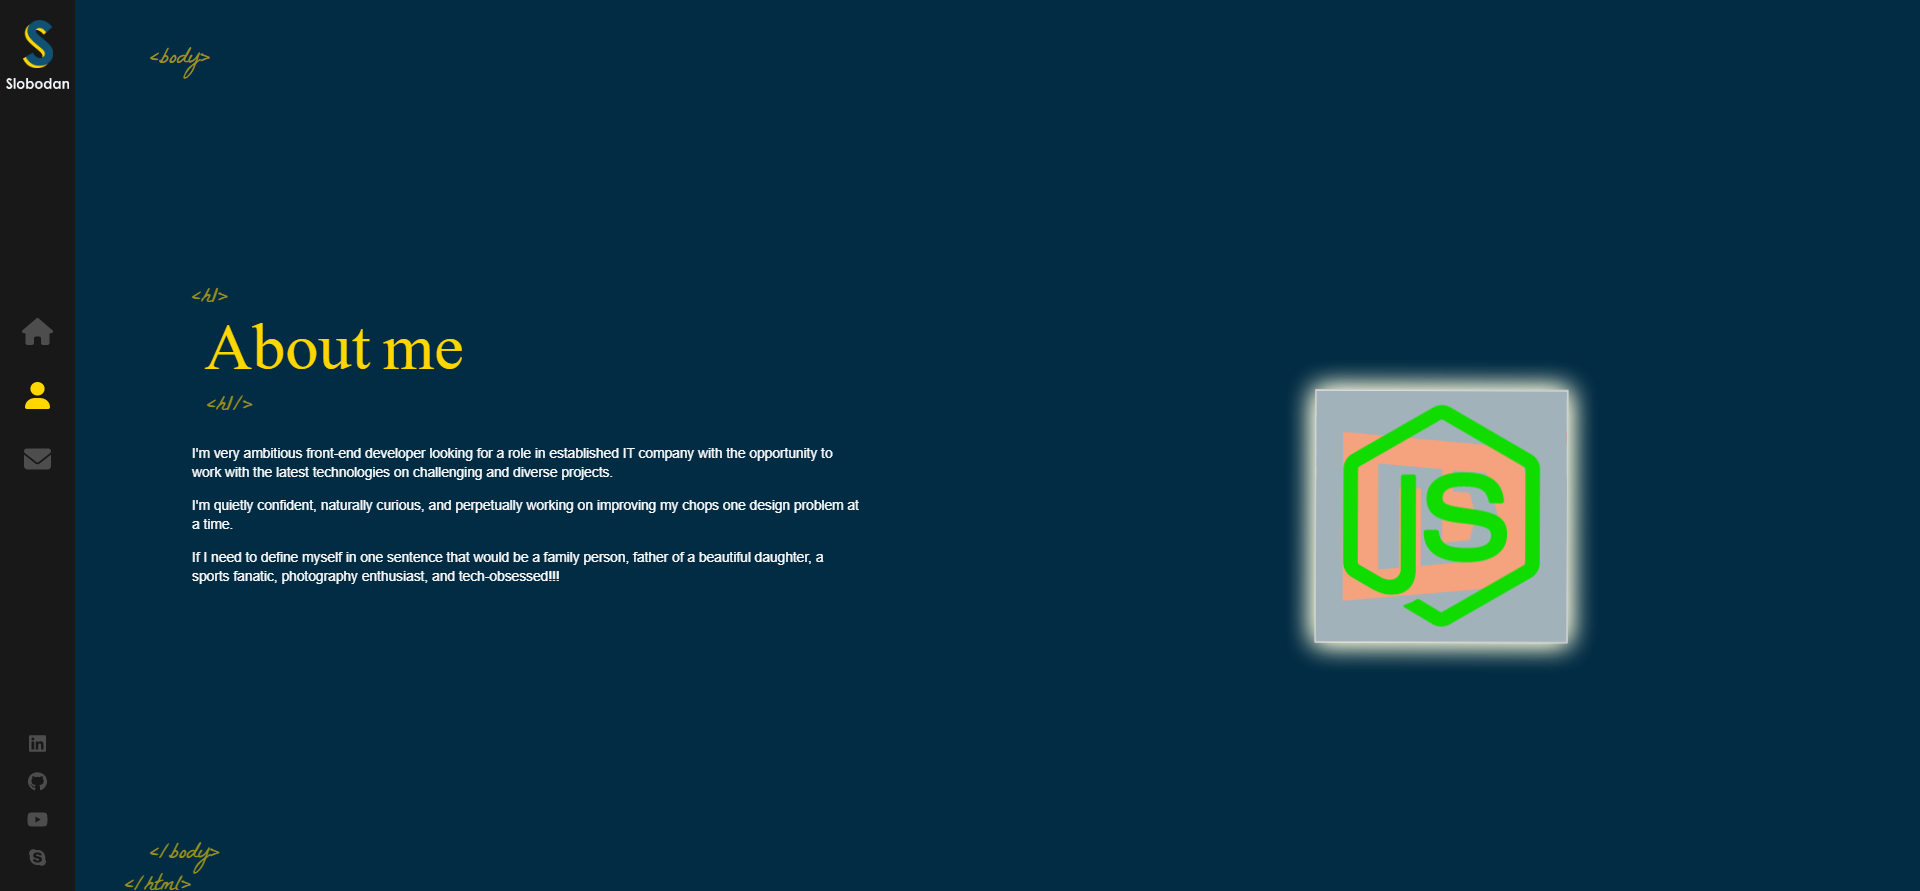 S
Slobodan
<body>
<h1>
About me
<h1/>
I'm very ambitious front-end developer looking for a role in established IT company with the opportunity to
work with the latest technologies on challenging and diverse projects.
I'm quietly confident, naturally curious, and perpetually working on improving my chops one design problem at
a time.
If I need to define myself in one sentence that would be a family person, father of a beautiful daughter, a
sports fanatic, photography enthusiast, and tech-obsessed!!!
JS
</body>
</html>